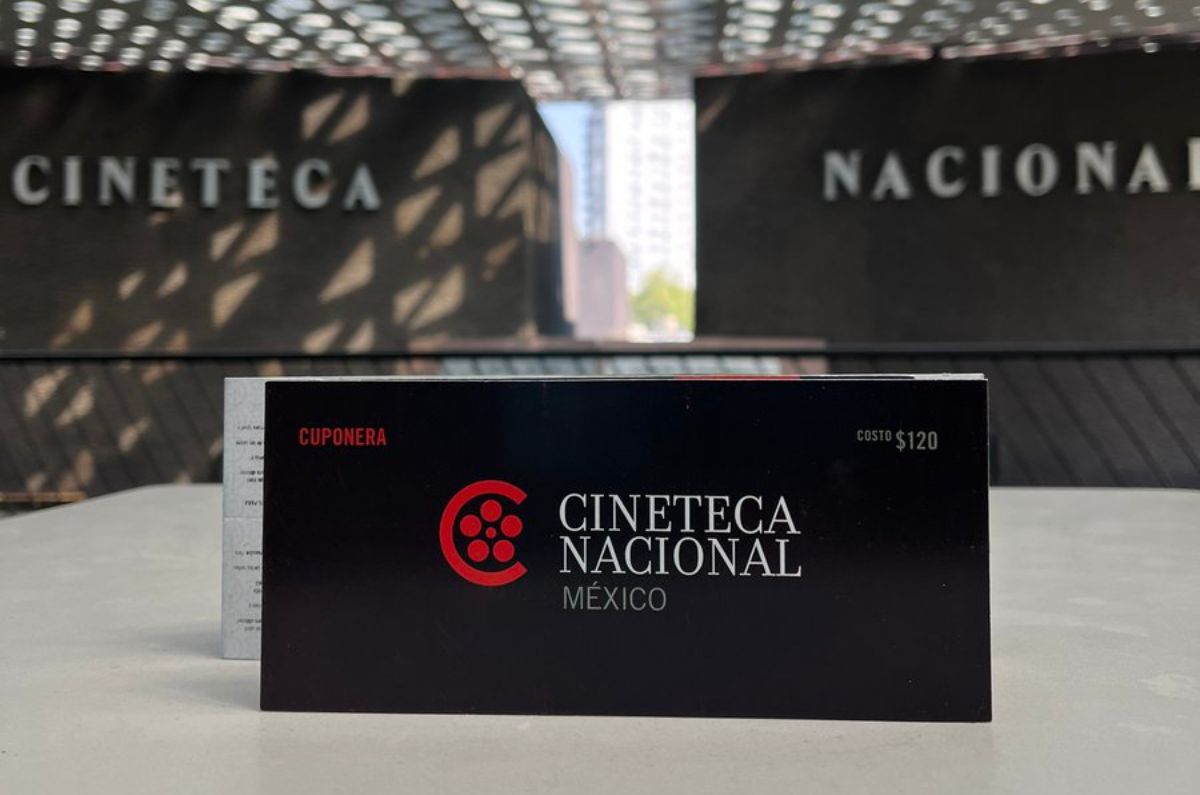 CINETECA
NACIONAL
CUPONERA
COSTO $120
CINETECA
NACIONAL
MÉXICO